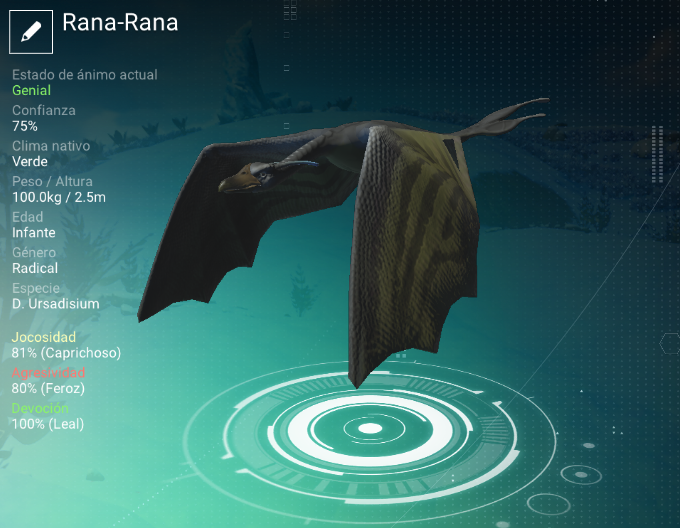 Rana-Rana
Estado de ánimo actual
Genial
Confianza
75%
Clima nativo
Verde
Peso / Altura
100.0kg / 2.5m
Edad
Infante
Género
Radical
Especie
D. Ursadisium
Jocosidad
81% (Caprichoso)
Agresividad
80% (Feroz)
Devoción
100% (Leal)